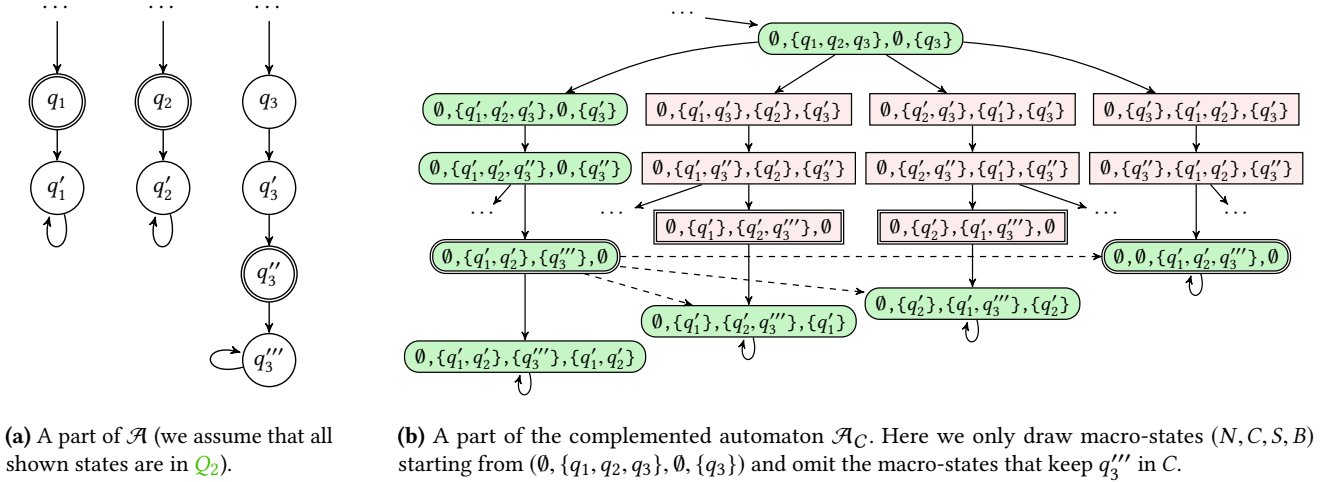 ... ... ...
q₁ q₂ q₃
q₁′ q₂′ q₃′
q₃″
q₃‴
(a) A part of 𝒜 (we assume that all
shown states are in Q₂).
...
∅,{q₁,q₂,q₃},∅,{q₃}
∅,{q₁′,q₂′,q₃′},∅,{q₃′} ∅,{q₁′,q₃′},{q₂′},{q₃′} ∅,{q₂′,q₃′},{q₁′},{q₃′} ∅,{q₃′},{q₁′,q₂′},{q₃′}
∅,{q₁′,q₂′,q₃″},∅,{q₃″} ∅,{q₁′,q₃″},{q₂′},{q₃″} ∅,{q₂′,q₃″},{q₁′},{q₃″} ∅,{q₃″},{q₁′,q₂′},{q₃″}
... ... ... ...
∅,{q₁′},{q₂′,q₃‴},∅ ∅,{q₂′},{q₁′,q₃‴},∅
∅,{q₁′,q₂′},{q₃‴},∅ ∅,∅,{q₁′,q₂′,q₃‴},∅
∅,{q₂′},{q₁′,q₃‴},{q₂′}
∅,{q₁′},{q₂′,q₃‴},{q₁′}
∅,{q₁′,q₂′},{q₃‴},{q₁′,q₂′}
(b) A part of the complemented automaton 𝒜_C. Here we only draw macro-states (N, C, S, B)
starting from (∅, {q₁, q₂, q₃}, ∅, {q₃}) and omit the macro-states that keep q₃‴ in C.